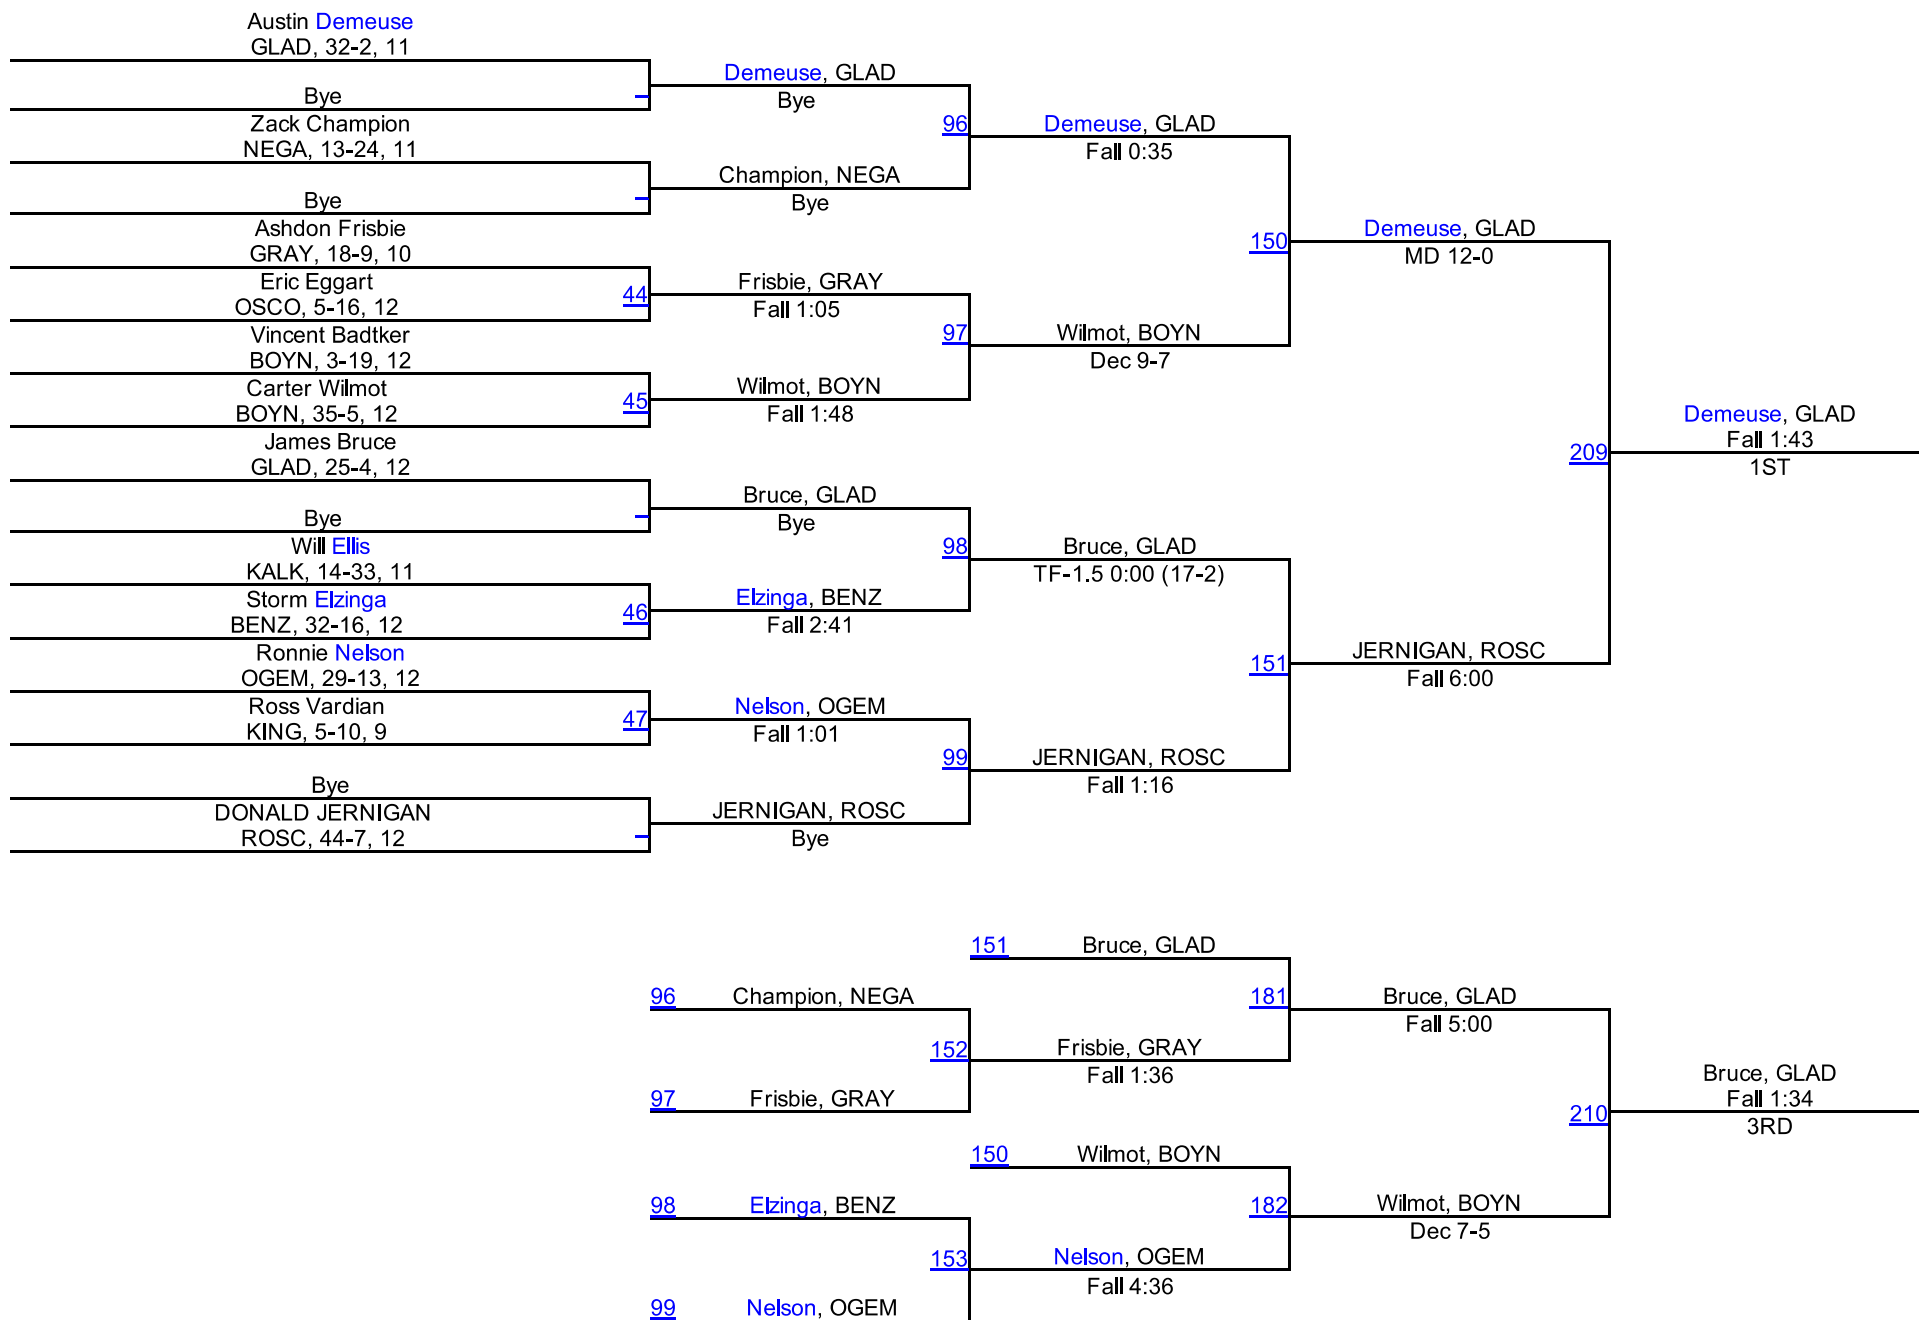 Austin Demeuse
GLAD, 32-2, 11
Bye
Zack Champion
NEGA, 13-24, 11
Bye
Ashdon Frisbie
GRAY, 18-9, 10
Eric Eggart
OSCO, 5-16, 12
44
Vincent Badtker
BOYN, 3-19, 12
Carter Wilmot
BOYN, 35-5, 12
45
James Bruce
GLAD, 25-4, 12
Bye
Will Ellis
KALK, 14-33, 11
Storm Elzinga
BENZ, 32-16, 12
46
Ronnie Nelson
OGEM, 29-13, 12
Ross Vardian
KING, 5-10, 9
47
Bye
DONALD JERNIGAN
ROSC, 44-7, 12
Demeuse, GLAD
Bye
96
Champion, NEGA
Bye
Frisbie, GRAY
Fall 1:05
97
Wilmot, BOYN
Fall 1:48
Bruce, GLAD
Bye
98
Elzinga, BENZ
Fall 2:41
Nelson, OGEM
Fall 1:01
99
JERNIGAN, ROSC
Bye
Demeuse, GLAD
Fall 0:35
150
Wilmot, BOYN
Dec 9-7
Bruce, GLAD
TF-1.5 0:00 (17-2)
151
JERNIGAN, ROSC
Fall 1:16
Demeuse, GLAD
MD 12-0
209
JERNIGAN, ROSC
Fall 6:00
Demeuse, GLAD
Fall 1:43
1ST
96 Champion, NEGA
152
97 Frisbie, GRAY
98 Elzinga, BENZ
153
99 Nelson, OGEM
151 Bruce, GLAD
181
Frisbie, GRAY
Fall 1:36
150 Wilmot, BOYN
182
Nelson, OGEM
Fall 4:36
Bruce, GLAD
Fall 5:00
210
Wilmot, BOYN
Dec 7-5
Bruce, GLAD
Fall 1:34
3RD